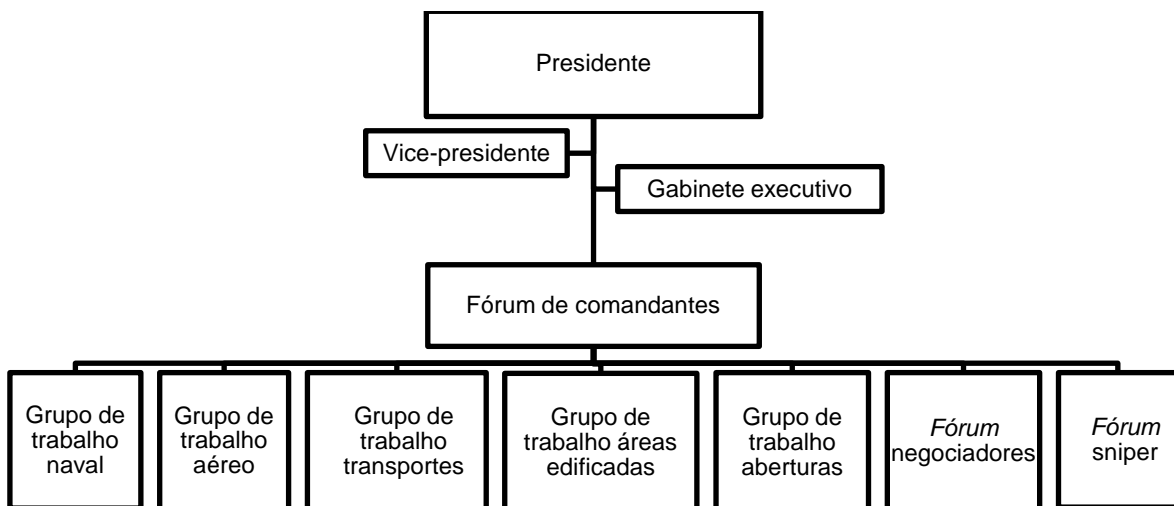 Presidente
Vice-presidente
Gabinete executivo
Fórum de comandantes
Grupo de
trabalho
naval
Grupo de
trabalho
aéreo
Grupo de
trabalho
transportes
Grupo de
trabalho áreas
edificadas
Grupo de
trabalho
aberturas
Fórum
negociadores
Fórum
sniper